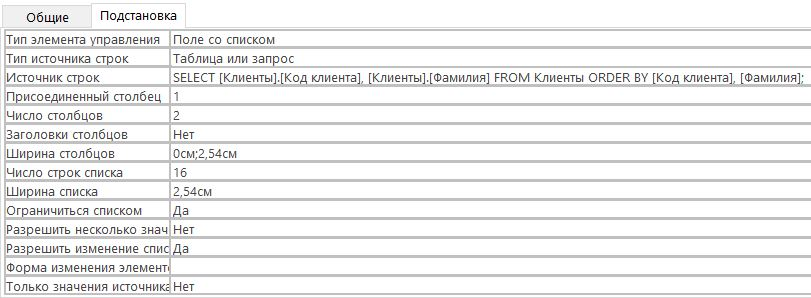 Общие Подстановка
Тип элемента управления Поле со списком
Тип источника строк Таблица или запрос
Источник строк SELECT [Клиенты].[Код клиента], [Клиенты].[Фамилия] FROM Клиенты ORDER BY [Код клиента], [Фамилия];
Присоединенный столбец 1
Число столбцов 2
Заголовки столбцов Нет
Ширина столбцов 0см;2,54см
Число строк списка 16
Ширина списка 2,54см
Ограничиться списком Да
Разрешить несколько знач Нет
Разрешить изменение спис Да
Форма изменения элементо
Только значения источника Нет